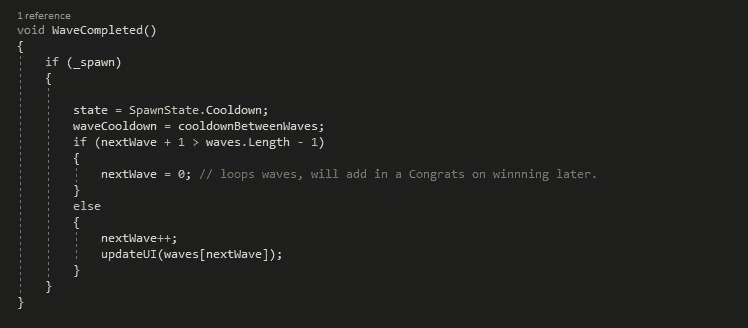 1 reference
void WaveCompleted()
{
if (_spawn)
{
state = SpawnState.Cooldown;
waveCooldown = cooldownBetweenWaves;
if (nextWave + 1 > waves.Length - 1)
{
nextWave = 0; // loops waves, will add in a Congrats on winnning later.
}
else
{
nextWave++;
updateUI(waves[nextWave]);
}
}
}